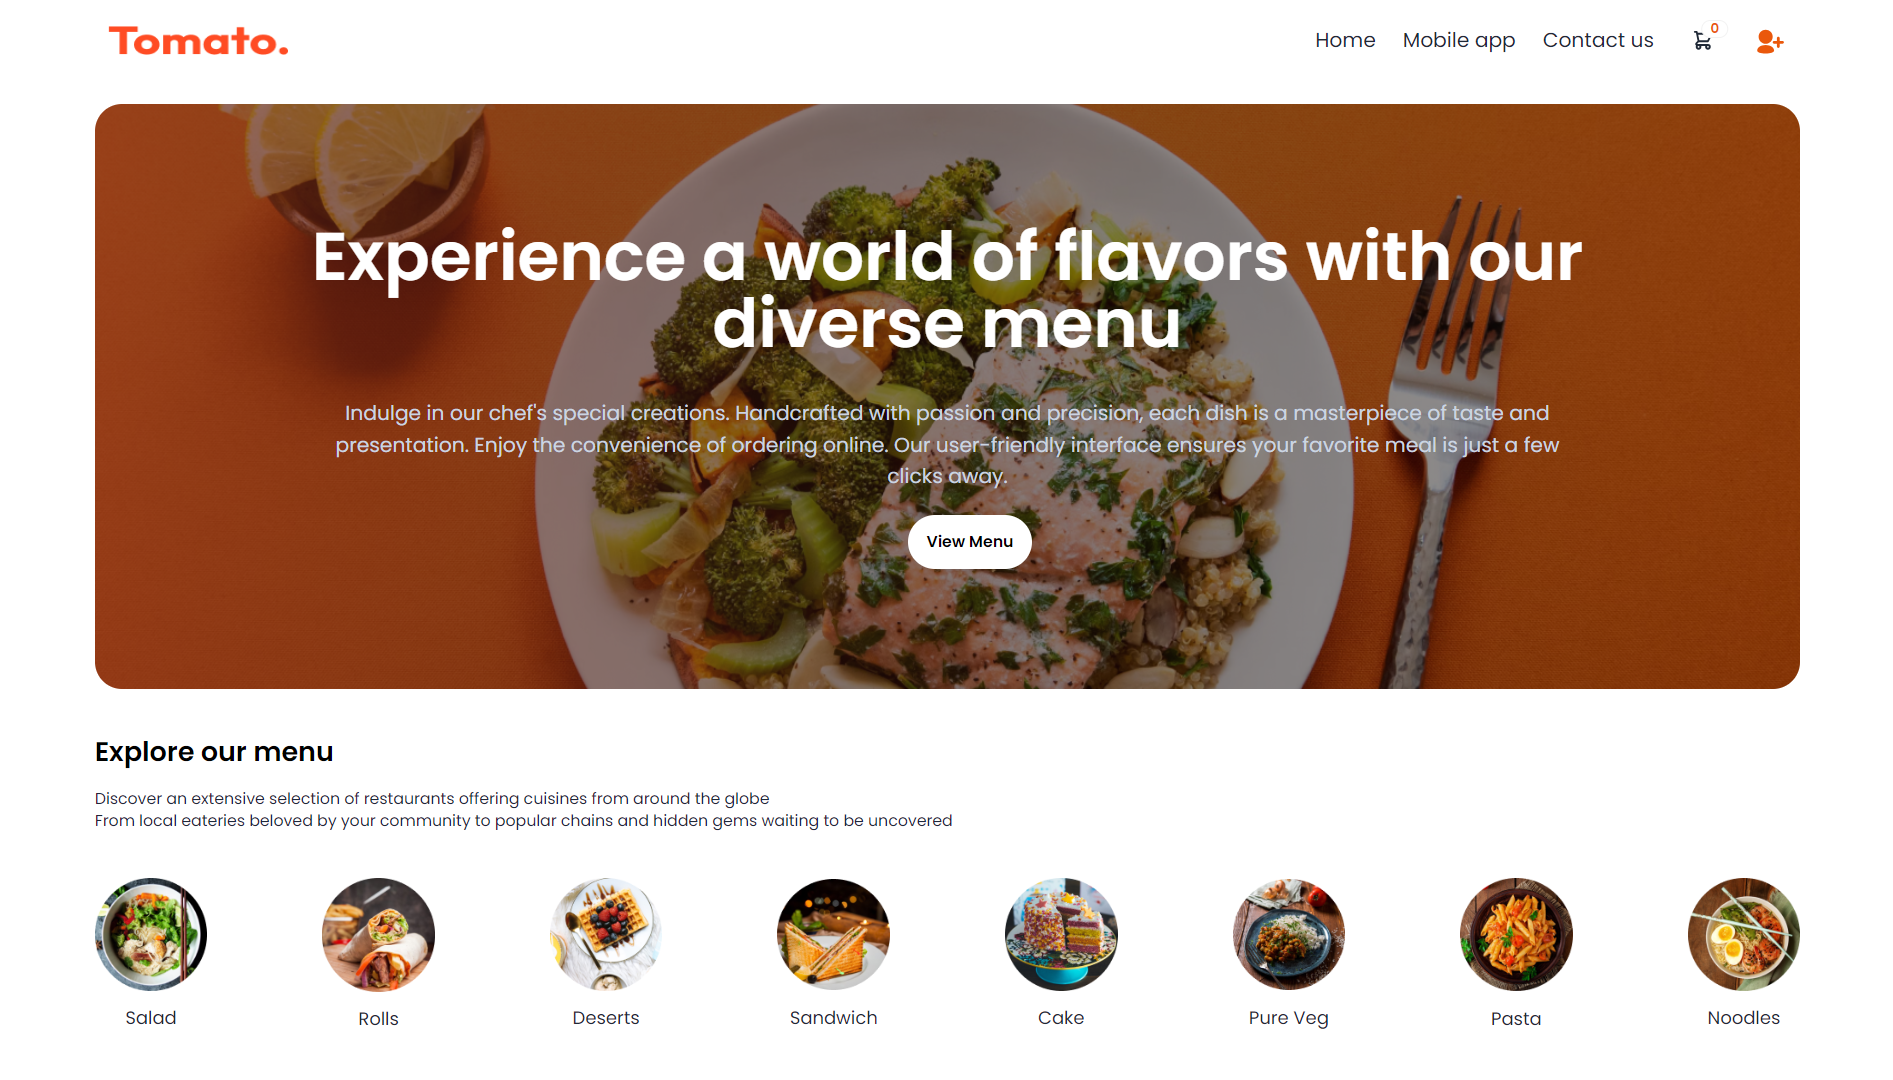 Tomato.
Home
Mobile app
Contact us
0
Experience a world of flavors with our
diverse menu
Indulge in our chef's special creations. Handcrafted with passion and precision, each dish is a masterpiece of taste and
presentation. Enjoy the convenience of ordering online. Our user-friendly interface ensures your favorite meal is just a few
clicks away.
View Menu
Explore our menu
Discover an extensive selection of restaurants offering cuisines from around the globe
From local eateries beloved by your community to popular chains and hidden gems waiting to be uncovered
Salad
Rolls
Deserts
Sandwich
Cake
Pure Veg
Pasta
Noodles